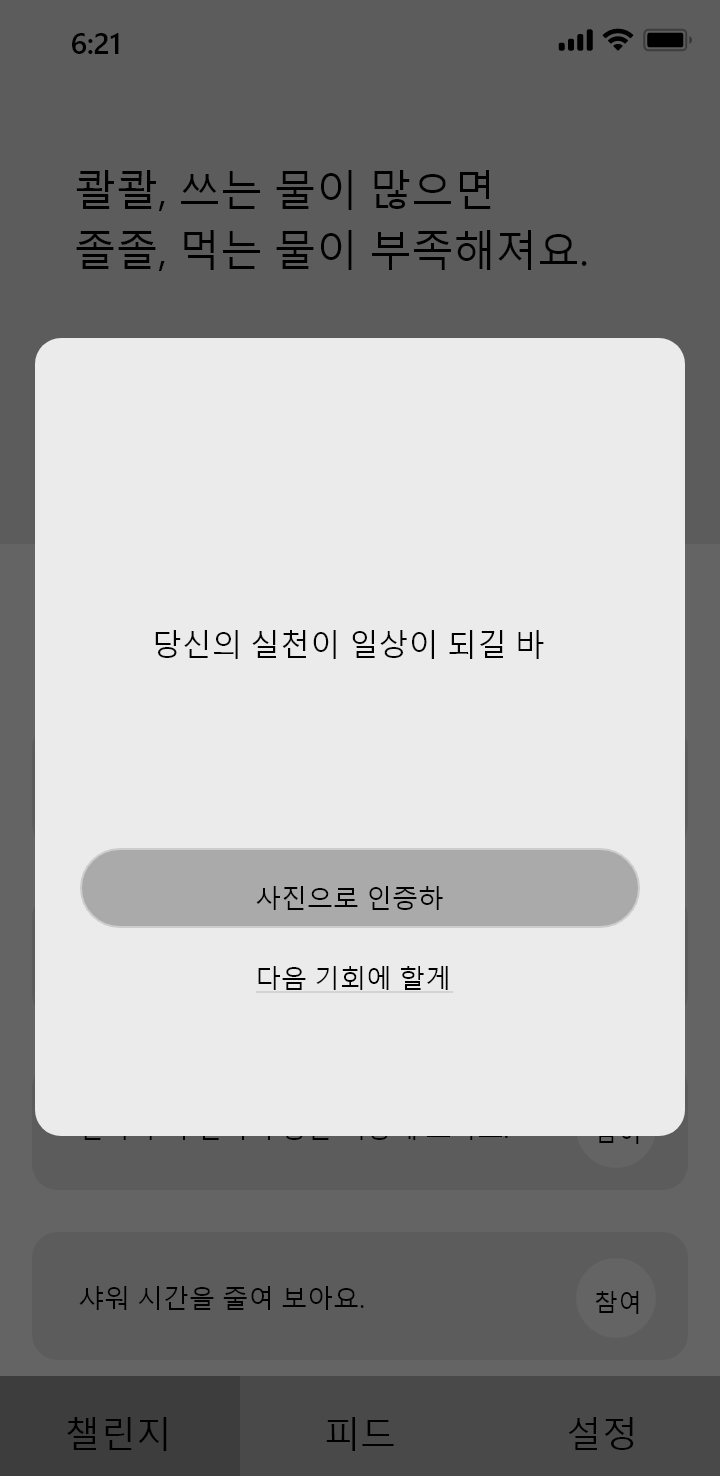 6:21
콸콸, 쓰는 물이 많으면
졸졸, 먹는 물이 부족해져요.
당신의 실천이 일상이 되길 바
사진으로 인증하
다음 기회에 할게
샤워 시간을 줄여 보아요.
참여
챌린지
피드
설정